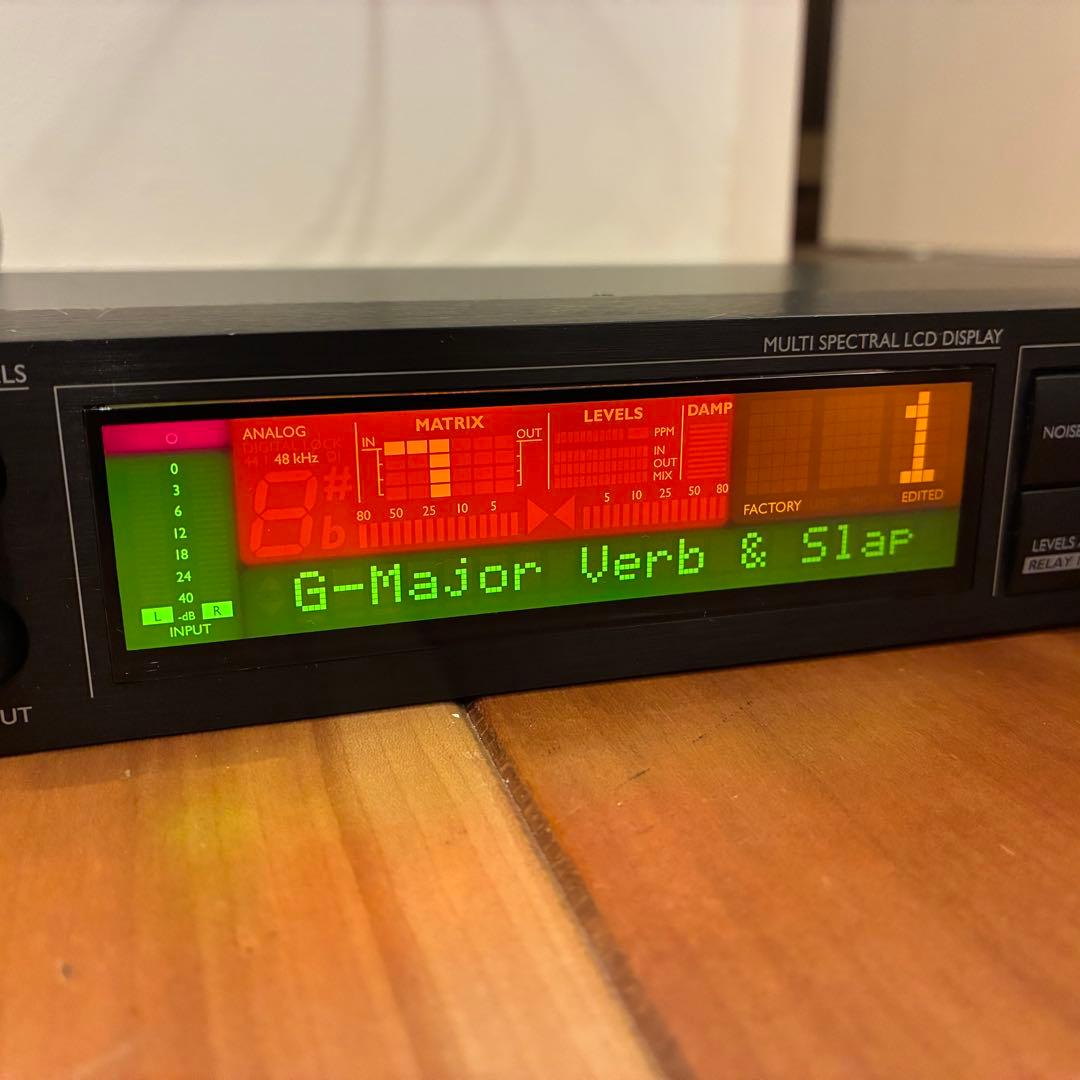 MULTI SPECTRAL LCD DISPLAY
LS
ANALOG
48 kHz
MATRIX
IN
OUT
LEVELS
PPM
IN
OUT
MIX
DAMP
1
FACTORY
EDITED
0
3
6
12
18
24
40
L -dB R
INPUT
80 50 25 10 5
5 10 25 50 80
G-Major Verb & Slap
NOISE
LEVELS
RELAY
UT